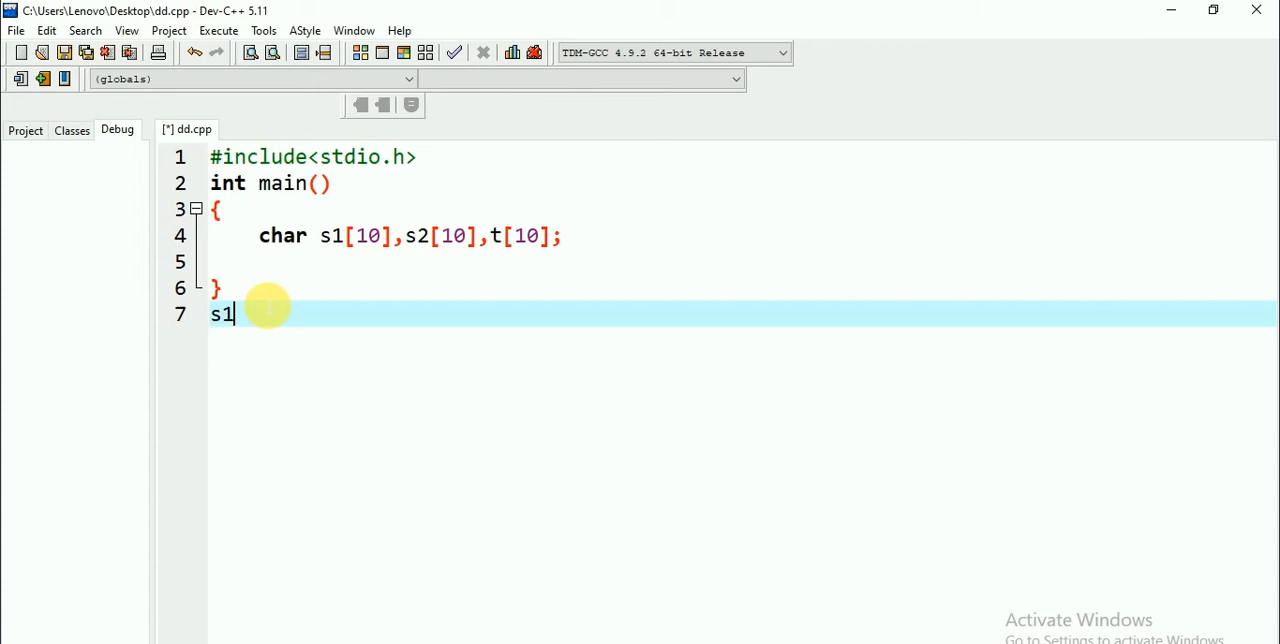 C:\Users\Lenovo\Desktop\dd.cpp - Dev-C++ 5.11
File Edit Search View Project Execute Tools AStyle Window Help
TDM-GCC 4.9.2 64-bit Release
(globals)
Project Classes Debug [*] dd.cpp
1 #include<stdio.h>
2 int main()
3 {
4 char s1[10],s2[10],t[10];
5
6 }
7 s1
Activate Windows
Go to Settings to activate Windows